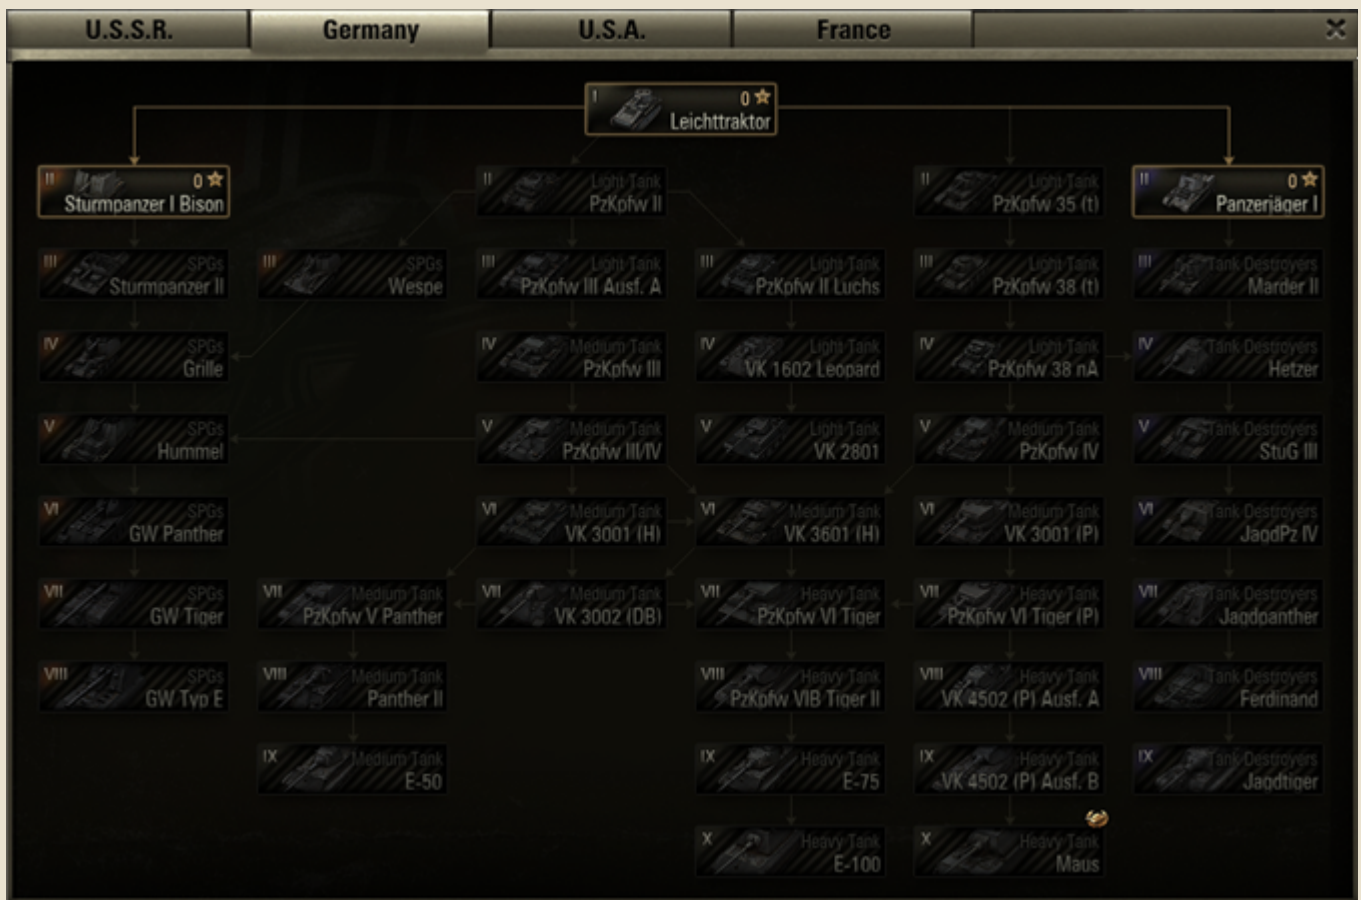 U.S.S.R. Germany U.S.A. France
I 0 Leichttraktor
II 0 Sturmpanzer I Bison
II Light Tank PzKpfw II
II Light Tank PzKpfw 35 (t)
II 0 Panzerjäger I
III SPGs Sturmpanzer II
III SPGs Wespe
III Light Tank PzKpfw III Ausf. A
III Light Tank PzKpfw II Luchs
III Light Tank PzKpfw 38 (t)
III Tank Destroyers Marder II
IV SPGs Grille
IV Medium Tank PzKpfw III
IV Light Tank VK 1602 Leopard
IV Light Tank PzKpfw 38 nA
IV Tank Destroyers Hetzer
V SPGs Hummel
V Medium Tank PzKpfw III/IV
V Light Tank VK 2801
V Medium Tank PzKpfw IV
V Tank Destroyers StuG III
VI SPGs GW Panther
VI Medium Tank VK 3001 (H)
VI Medium Tank VK 3601 (H)
VI Medium Tank VK 3001 (P)
VI Tank Destroyers JagdPz IV
VII SPGs GW Tiger
VII Medium Tank PzKpfw V Panther
VII Medium Tank VK 3002 (DB)
VII Heavy Tank PzKpfw VI Tiger
VII Heavy Tank PzKpfw VI Tiger (P)
VII Tank Destroyers Jagdpanther
VIII SPGs GW Typ E
VIII Medium Tank Panther II
VIII Heavy Tank PzKpfw VIB Tiger II
VIII Heavy Tank VK 4502 (P) Ausf. A
VIII Tank Destroyers Ferdinand
IX Medium Tank E-50
IX Heavy Tank E-75
IX Heavy Tank VK 4502 (P) Ausf. B
IX Tank Destroyers Jagdtiger
X Heavy Tank E-100
X Heavy Tank Maus